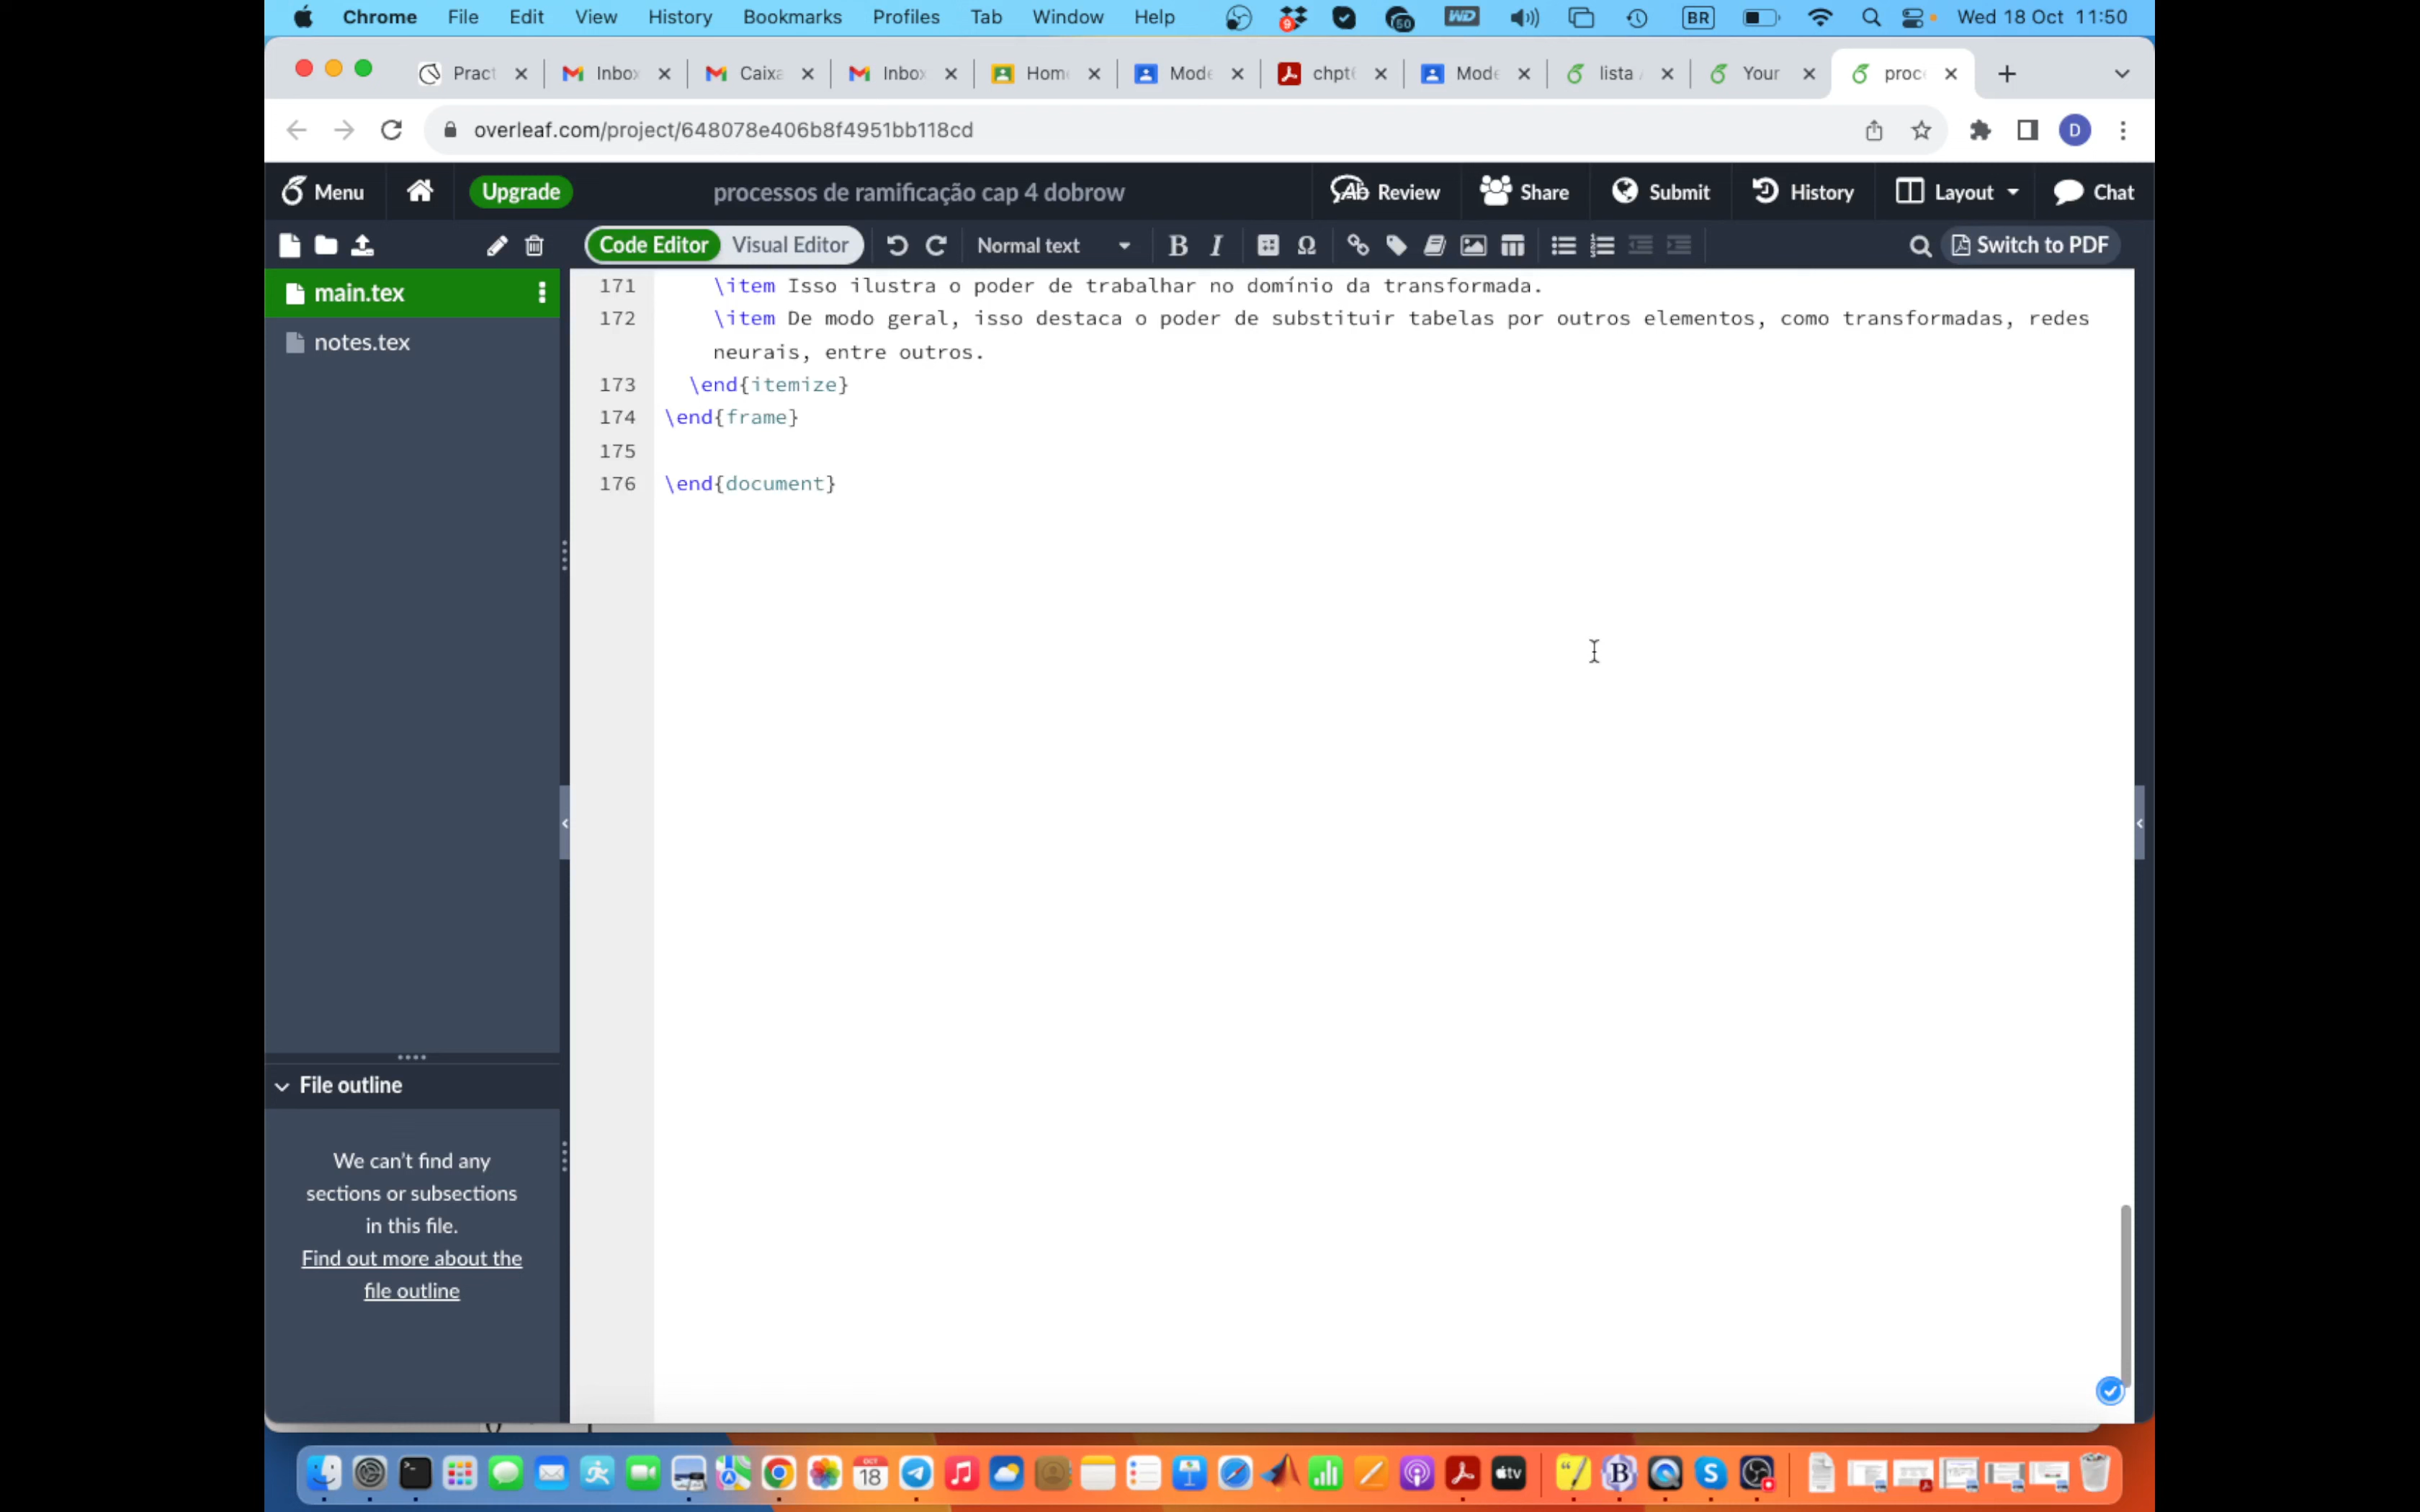 Chrome File Edit View History Bookmarks Profiles Tab Window Help 9 50 WD BR Wed 18 Oct 11:50
Pract Inbox Caixa Inbox Home Mode chpt Mode lista Your proc
overleaf.com/project/648078e406b8f4951bb118cd D
Menu Upgrade processos de ramificação cap 4 dobrow Review Share Submit History Layout Chat
Code Editor Visual Editor Normal text B I Ω Switch to PDF
main.tex
notes.tex
171 \item Isso ilustra o poder de trabalhar no domínio da transformada.
172 \item De modo geral, isso destaca o poder de substituir tabelas por outros elementos, como transformadas, redes
neurais, entre outros.
173 \end{itemize}
174 \end{frame}
175
176 \end{document}
File outline
We can't find any
sections or subsections
in this file.
Find out more about the
file outline
OCT
18
tv
B
S